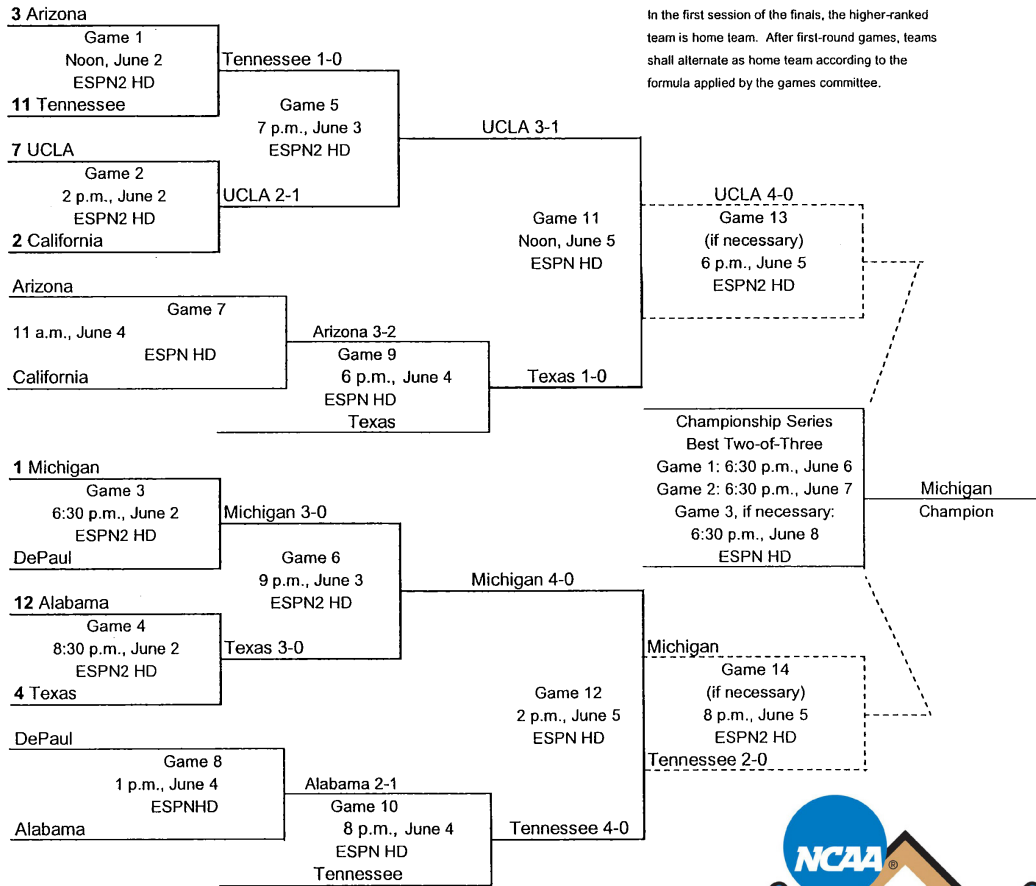 In the first session of the finals, the higher-ranked
team is home team. After first-round games, teams
shall alternate as home team according to the
formula applied by the games committee.
3 Arizona
Game 1
Noon, June 2
ESPN2 HD
11 Tennessee
Tennessee 1-0
Game 5
7 p.m., June 3
ESPN2 HD
7 UCLA
Game 2
2 p.m., June 2
ESPN2 HD
2 California
UCLA 2-1
UCLA 3-1
Game 11
Noon, June 5
ESPN HD
UCLA 4-0
Game 13
(if necessary)
6 p.m., June 5
ESPN2 HD
Arizona
Game 7
11 a.m., June 4
ESPN HD
California
Arizona 3-2
Game 9
6 p.m., June 4
ESPN HD
Texas
Texas 1-0
Championship Series
Best Two-of-Three
Game 1: 6:30 p.m., June 6
Game 2: 6:30 p.m., June 7
Game 3, if necessary:
6:30 p.m., June 8
ESPN HD
Michigan
Champion
1 Michigan
Game 3
6:30 p.m., June 2
ESPN2 HD
DePaul
Michigan 3-0
Game 6
9 p.m., June 3
ESPN2 HD
12 Alabama
Game 4
8:30 p.m., June 2
ESPN2 HD
4 Texas
Texas 3-0
Michigan 4-0
Game 12
2 p.m., June 5
ESPN HD
Michigan
Game 14
(if necessary)
8 p.m., June 5
ESPN2 HD
Tennessee 2-0
DePaul
Game 8
1 p.m., June 4
ESPNHD
Alabama
Alabama 2-1
Game 10
8 p.m., June 4
ESPN HD
Tennessee
Tennessee 4-0
NCAA ®